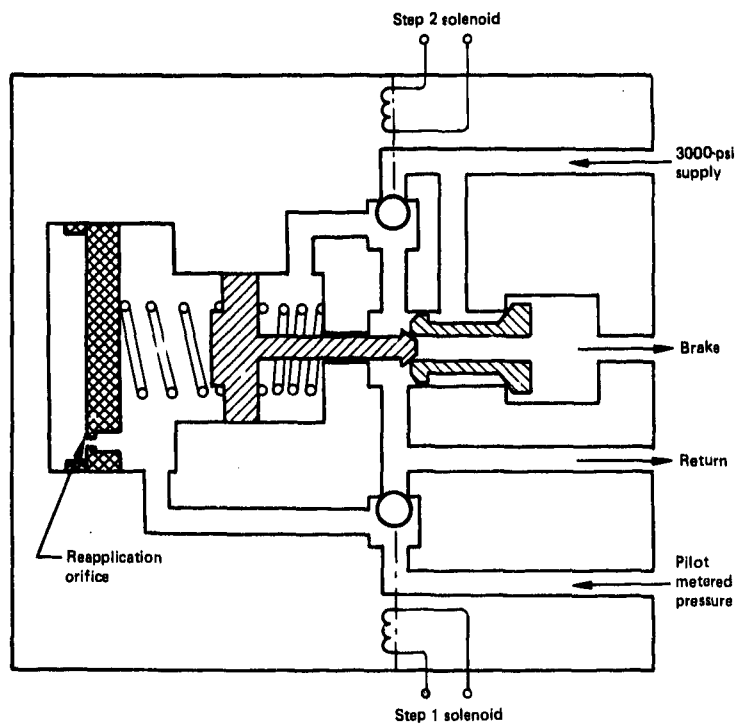 Step 2 solenoid
3000-psi
supply
Brake
Return
Reapplication
orifice
Pilot
metered
pressure
Step 1 solenoid